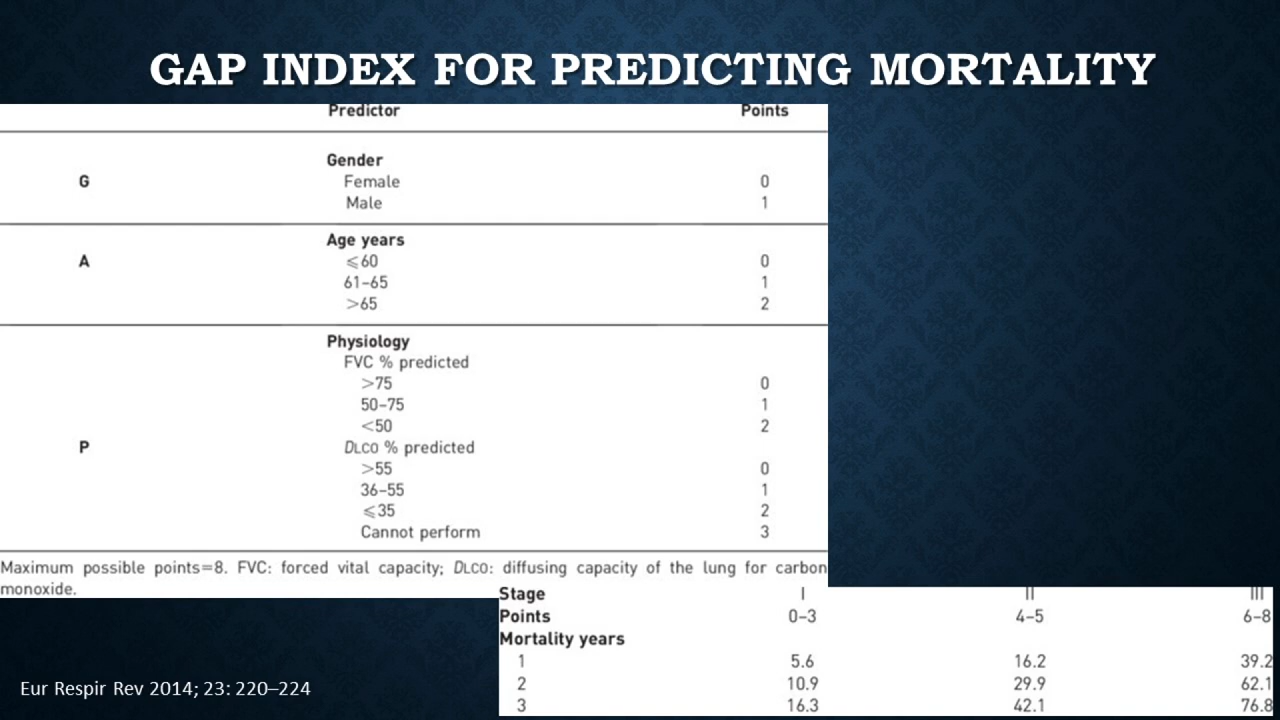 GAP INDEX FOR PREDICTING MORTALITY
Predictor Points
Gender
G Female 0
Male 1
Age years
A ⩽60 0
61–65 1
>65 2
Physiology
FVC % predicted
>75 0
50–75 1
<50 2
P DLCO % predicted
>55 0
36–55 1
⩽35 2
Cannot perform 3
Maximum possible points=8. FVC: forced vital capacity; DLCO: diffusing capacity of the lung for carbon
monoxide.
Stage I II III
Points 0–3 4–5 6–8
Mortality years
1 5.6 16.2 39.2
2 10.9 29.9 62.1
3 16.3 42.1 76.8
Eur Respir Rev 2014; 23: 220–224